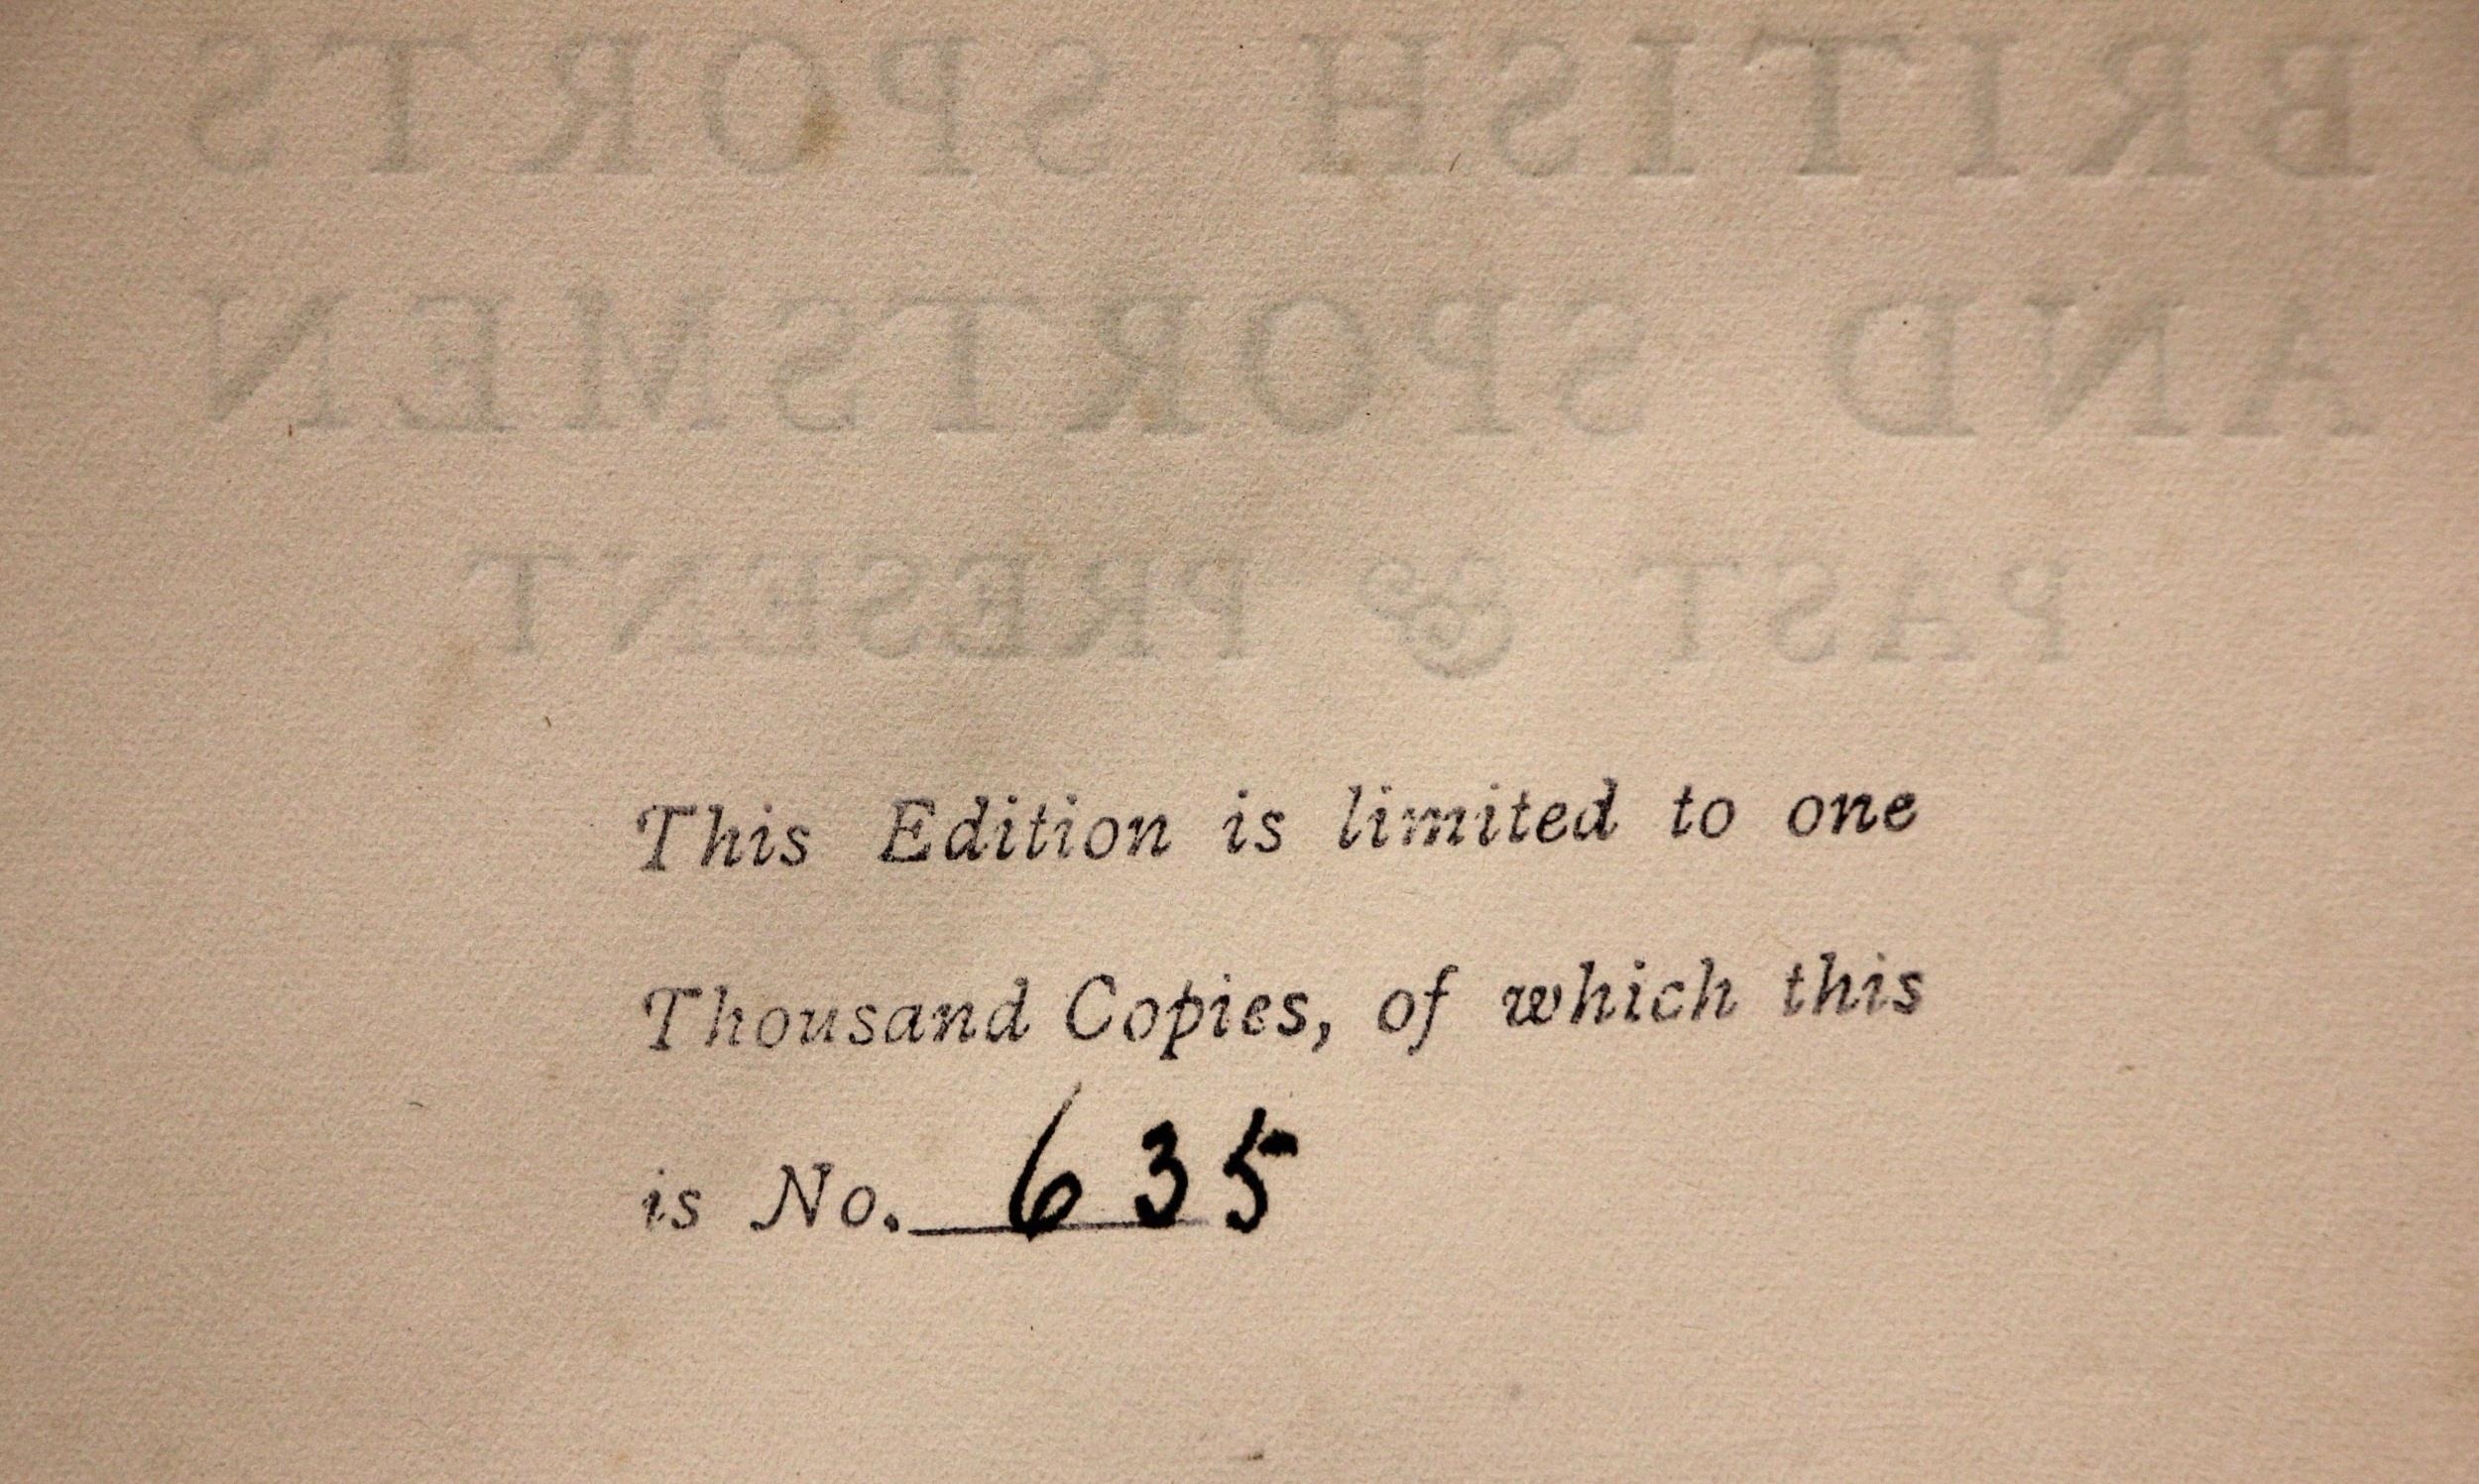 BRITISH SPORTS
AND SPORTSMEN
PAST & PRESENT
This Edition is limited to one
Thousand Copies, of which this
is No. 635